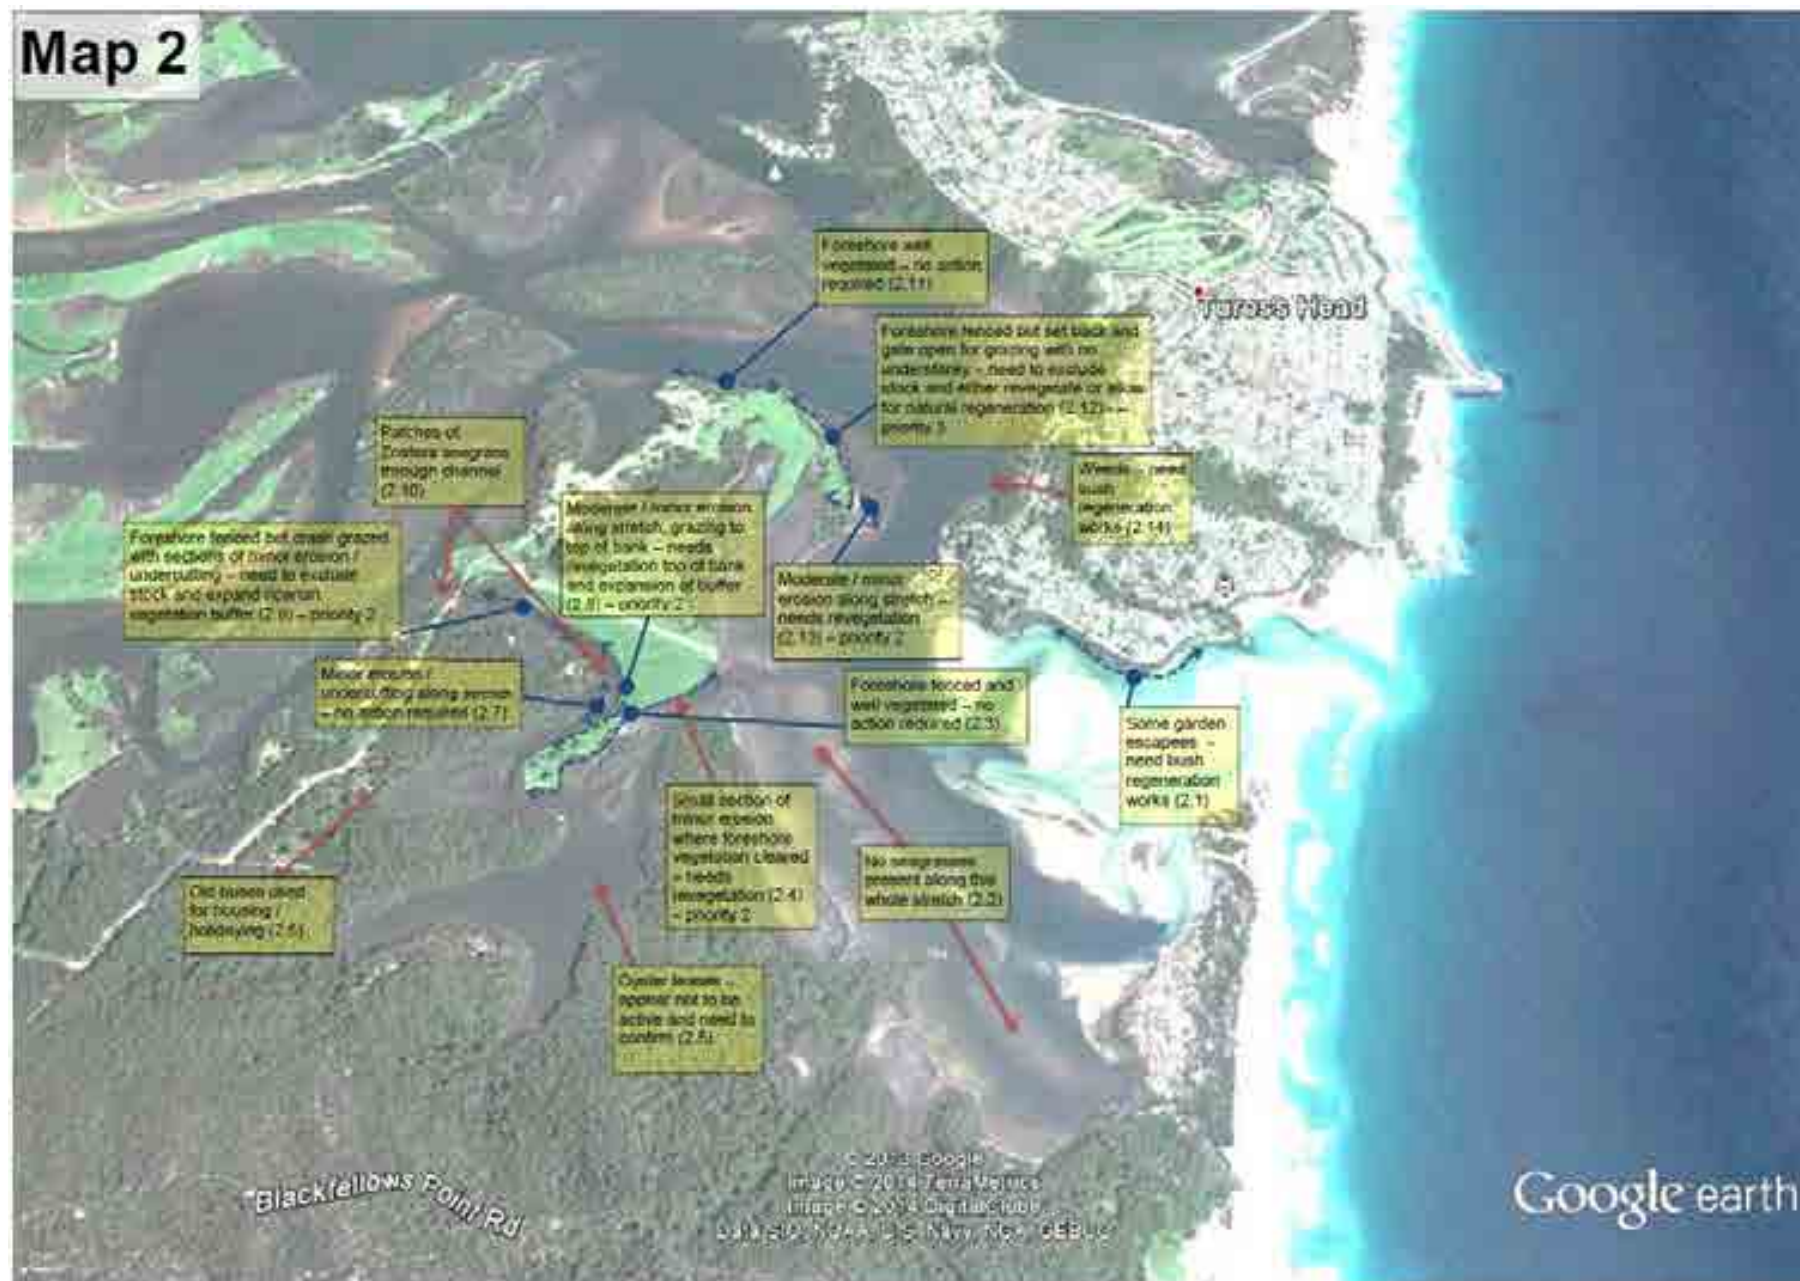 Map 2
Foreshore well
vegetated – no action
required (2.11)
Tuross Head
Foreshore fenced but set back and
gate open for grazing with no
understorey – need to exclude
stock and either revegetate or allow
for natural regeneration (2.12) –
priority 3
Patches of
Zostera seagrass
through channel
(2.10)
Weeds – need
bush
regeneration
works (2.14)
Moderate / minor erosion
along stretch, grazing to
top of bank – needs
revegetation top of bank
and expansion of buffer
(2.8) – priority 2
Foreshore fenced but grazed
with sections of minor erosion /
undercutting – need to exclude
stock and expand riparian
vegetation buffer – priority 2
Moderate / minor
erosion along stretch –
needs revegetation
(2.13) – priority 2
Minor erosion /
undercutting along section
– no action required (2.7)
Foreshore fenced and
well vegetated – no
action required (2.3)
Some garden
escapees –
need bush
regeneration
works (2.1)
Small section of
minor erosion
where foreshore
vegetation cleared
– needs
revegetation (2.4)
– priority 2
No seagrasses
present along this
whole stretch (2.2)
Old buses used
for housing /
holidaying (2.6)
Oyster leases –
appear not to be
active and need to
confirm (2.5)
Blackfellows Point Rd
© 2013 Google
Image © 2014 TerraMetrics
Image © 2014 DigitalGlobe
Data SIO, NOAA, U.S. Navy, NGA, GEBCO
Google earth